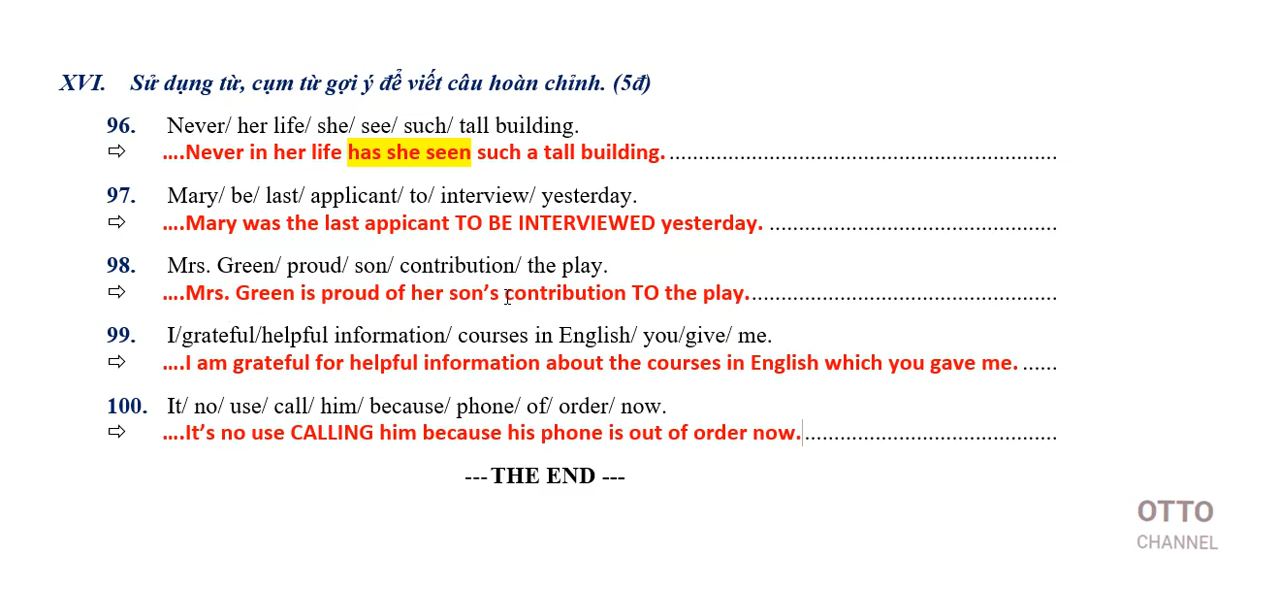 XVI. Sử dụng từ, cụm từ gợi ý để viết câu hoàn chỉnh. (5đ)
96. Never/ her life/ she/ see/ such/ tall building.
⇨ ....Never in her life has she seen such a tall building. ................................................................
97. Mary/ be/ last/ applicant/ to/ interview/ yesterday.
⇨ ....Mary was the last appicant TO BE INTERVIEWED yesterday. ...............................................
98. Mrs. Green/ proud/ son/ contribution/ the play.
⇨ ....Mrs. Green is proud of her son’s contribution TO the play..................................................
99. I/grateful/helpful information/ courses in English/ you/give/ me.
⇨ ....I am grateful for helpful information about the courses in English which you gave me. ......
100. It/ no/ use/ call/ him/ because/ phone/ of/ order/ now.
⇨ ....It’s no use CALLING him because his phone is out of order now..........................................
--- THE END ---
OTTO
CHANNEL